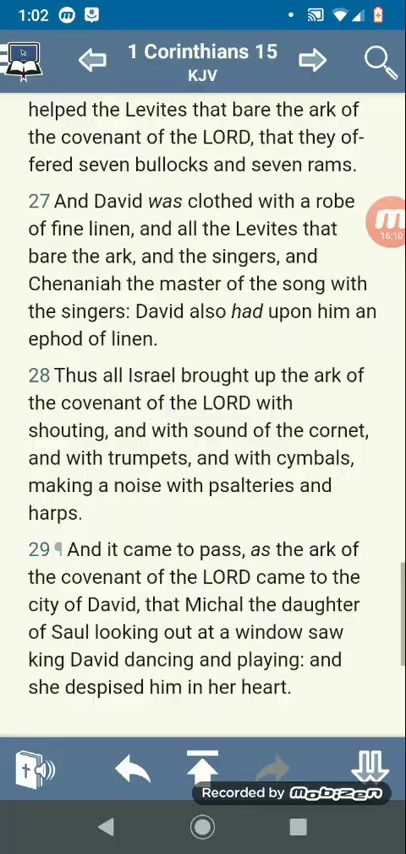 1:02
1 Corinthians 15
KJV
helped the Levites that bare the ark of
the covenant of the LORD, that they of-
fered seven bullocks and seven rams.
27 And David was clothed with a robe
of fine linen, and all the Levites that
bare the ark, and the singers, and
Chenaniah the master of the song with
the singers: David also had upon him an
ephod of linen.
28 Thus all Israel brought up the ark of
the covenant of the LORD with
shouting, and with sound of the cornet,
and with trumpets, and with cymbals,
making a noise with psalteries and
harps.
29 ¶ And it came to pass, as the ark of
the covenant of the LORD came to the
city of David, that Michal the daughter
of Saul looking out at a window saw
king David dancing and playing: and
she despised him in her heart.
16:10
Recorded by mobizen